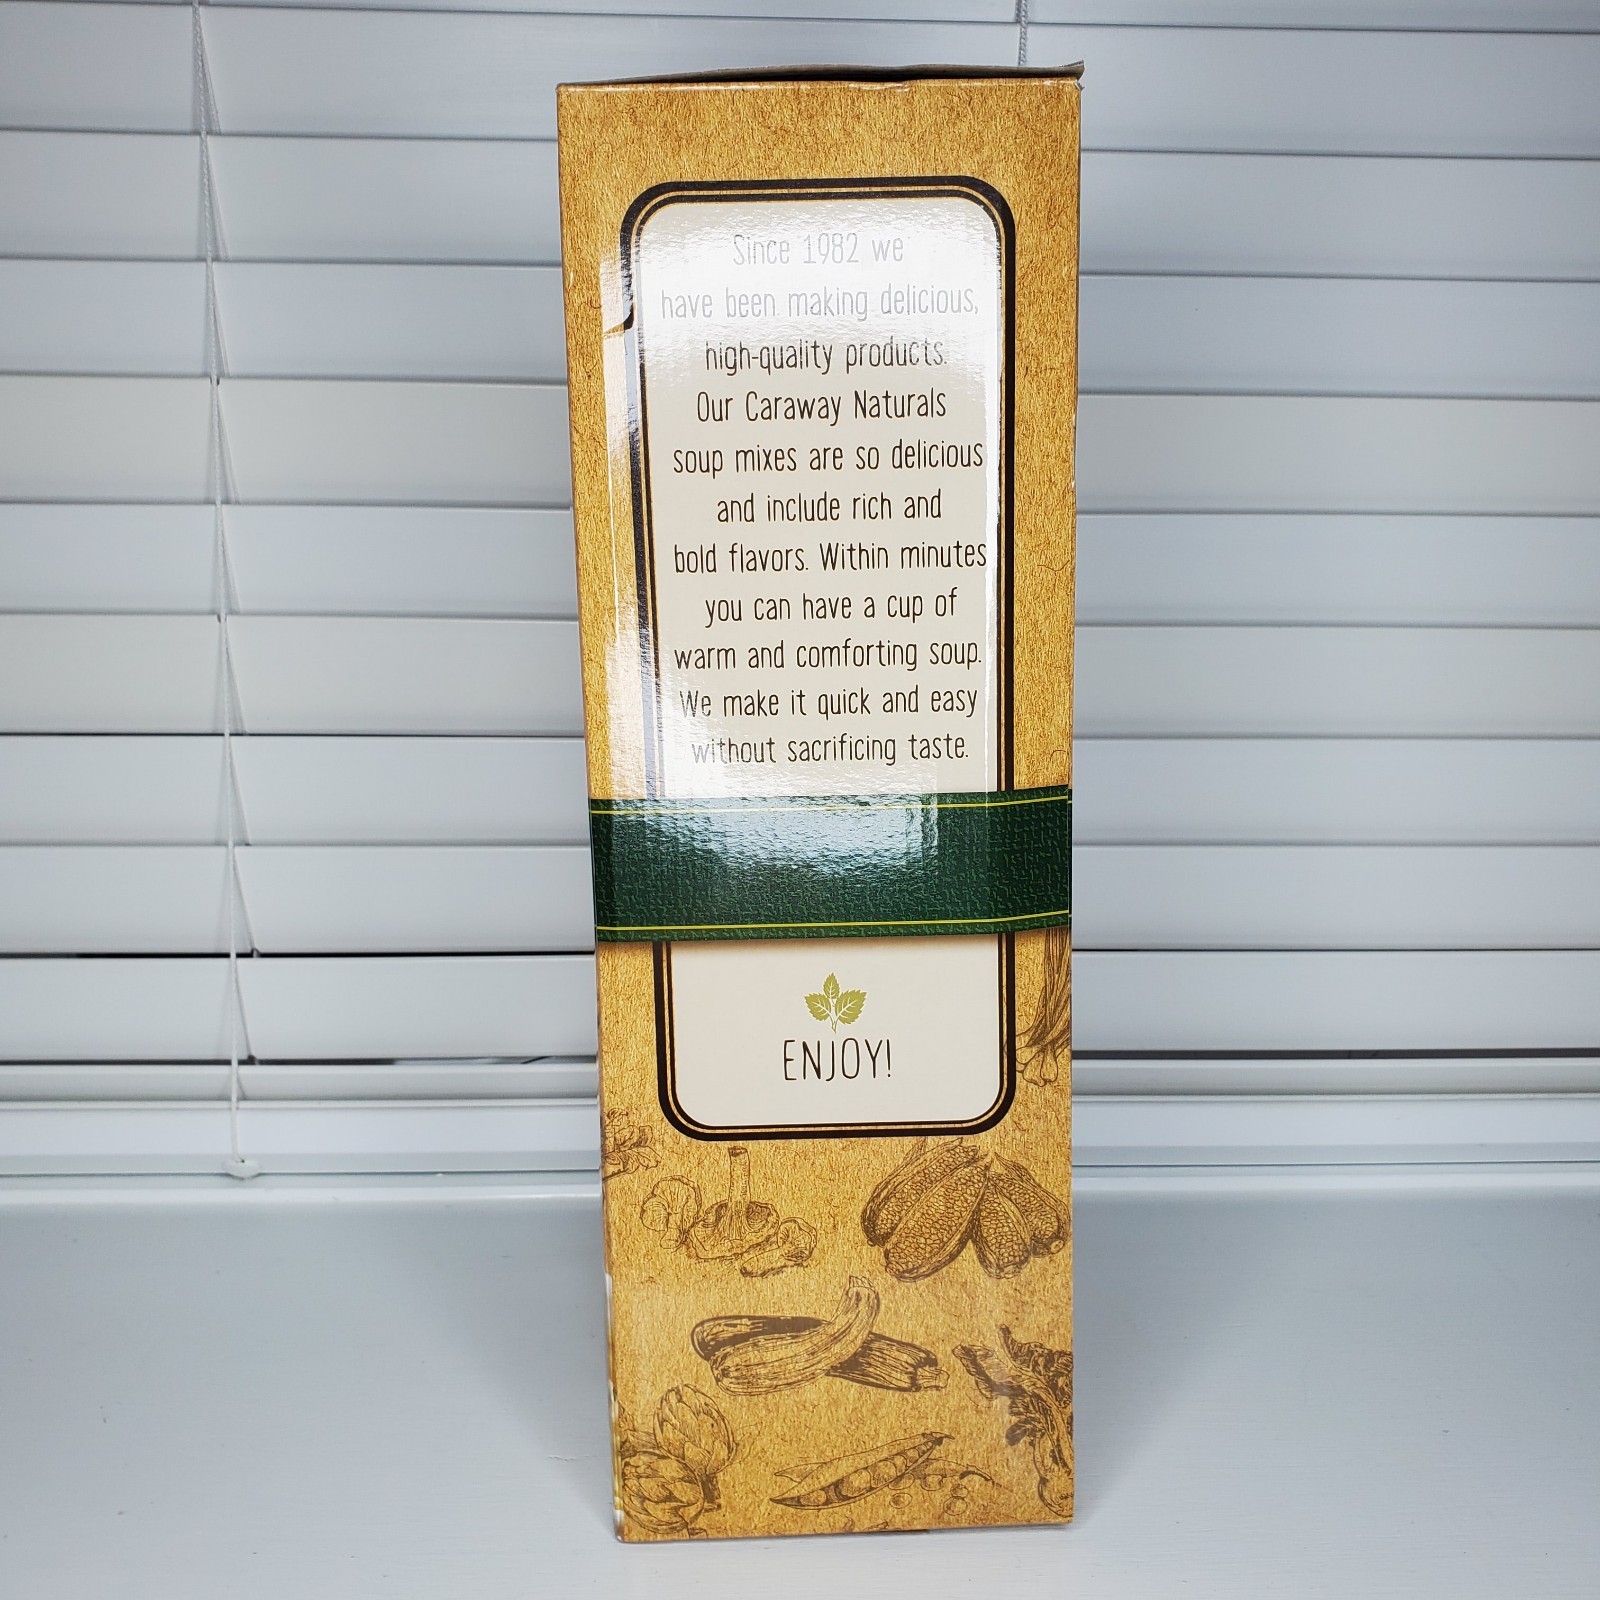 Since 1982 we
have been making delicious,
high-quality products.
Our Caraway Naturals
soup mixes are so delicious
and include rich and
bold flavors. Within minutes
you can have a cup of
warm and comforting soup.
We make it quick and easy
without sacrificing taste.
ENJOY!